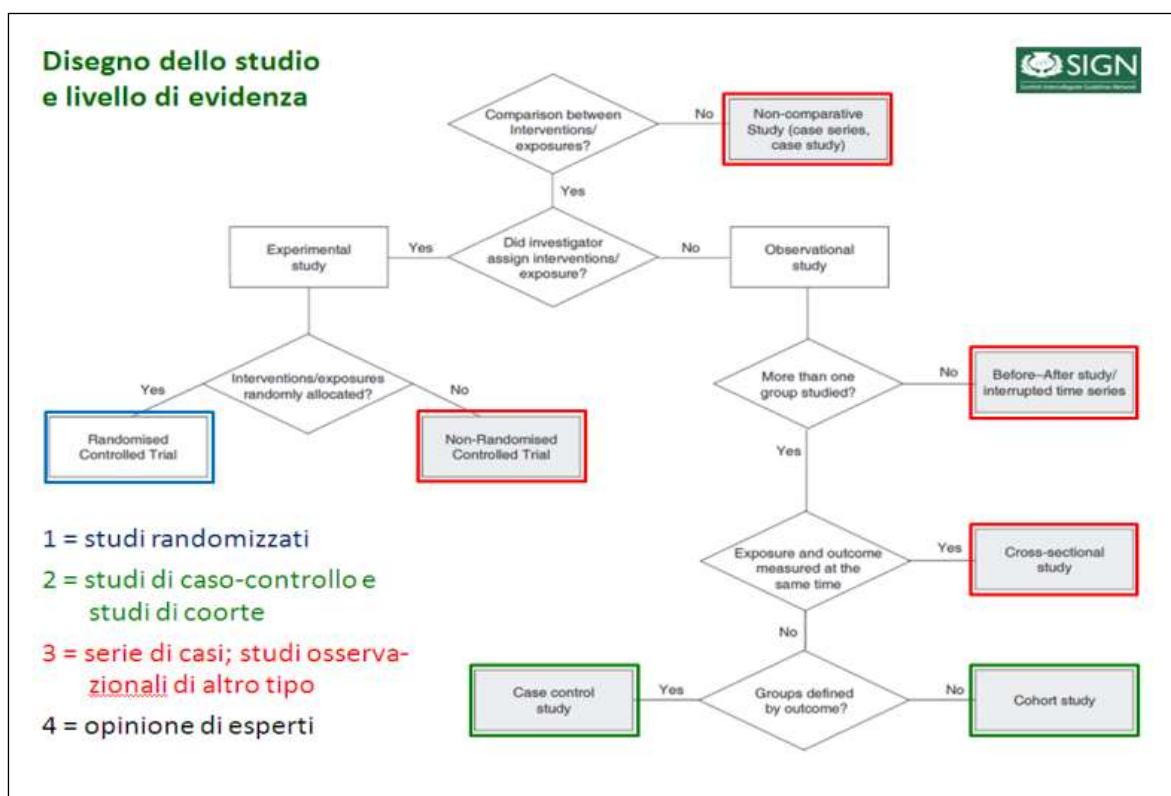 Disegno dello studio
e livello di evidenza
SIGN
Comparison between
Interventions/
exposures?
No
Non-comparative
Study (case series,
case study)
Yes
Experimental
study
Yes
Did investigator
assign interventions/
exposure?
No
Observational
study
Yes
Interventions/exposures
randomly allocated?
No
More than one
group studied?
No
Before–After study/
interrupted time series
Randomised
Controlled Trial
Non-Randomised
Controlled Trial
Yes
1 = studi randomizzati
2 = studi di caso-controllo e
studi di coorte
3 = serie di casi; studi osserva-
zionali di altro tipo
4 = opinione di esperti
Exposure and outcome
measured at the
same time
Yes
Cross-sectional
study
No
Case control
study
Yes
Groups defined
by outcome?
No
Cohort study